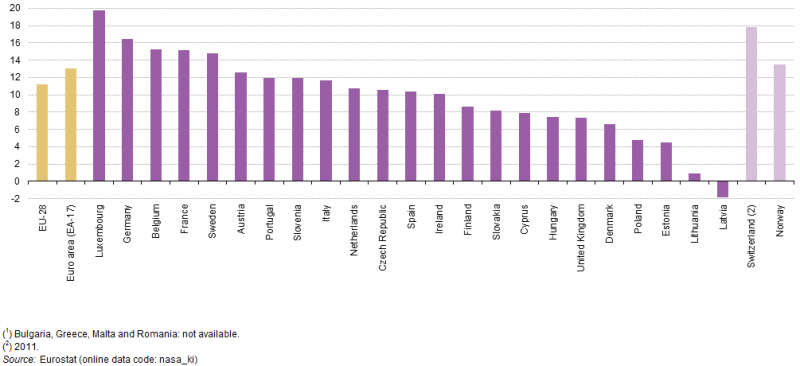 20
18
16
14
12
10
8
6
4
2
0
-2
EU-28
Euro area (EA-17)
Luxembourg
Germany
Belgium
France
Sweden
Austria
Portugal
Slovenia
Italy
Netherlands
Czech Republic
Spain
Ireland
Finland
Slovakia
Cyprus
Hungary
United Kingdom
Denmark
Poland
Estonia
Lithuania
Latvia
Switzerland (2)
Norway
(¹) Bulgaria, Greece, Malta and Romania: not available.
(²) 2011.
Source: Eurostat (online data code: nasa_ki)